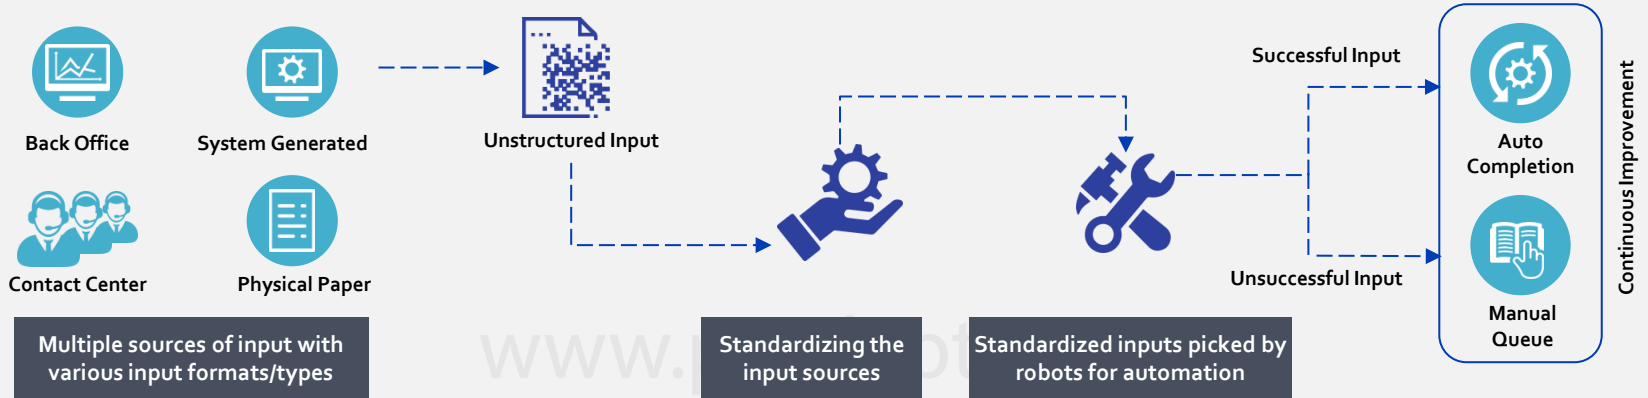 Back Office
System Generated
Contact Center
Physical Paper
Multiple sources of input with
various input formats/types
Unstructured Input
Standardizing the
input sources
Standardized inputs picked by
robots for automation
Successful Input
Unsuccessful Input
Auto
Completion
Manual
Queue
Continuous Improvement